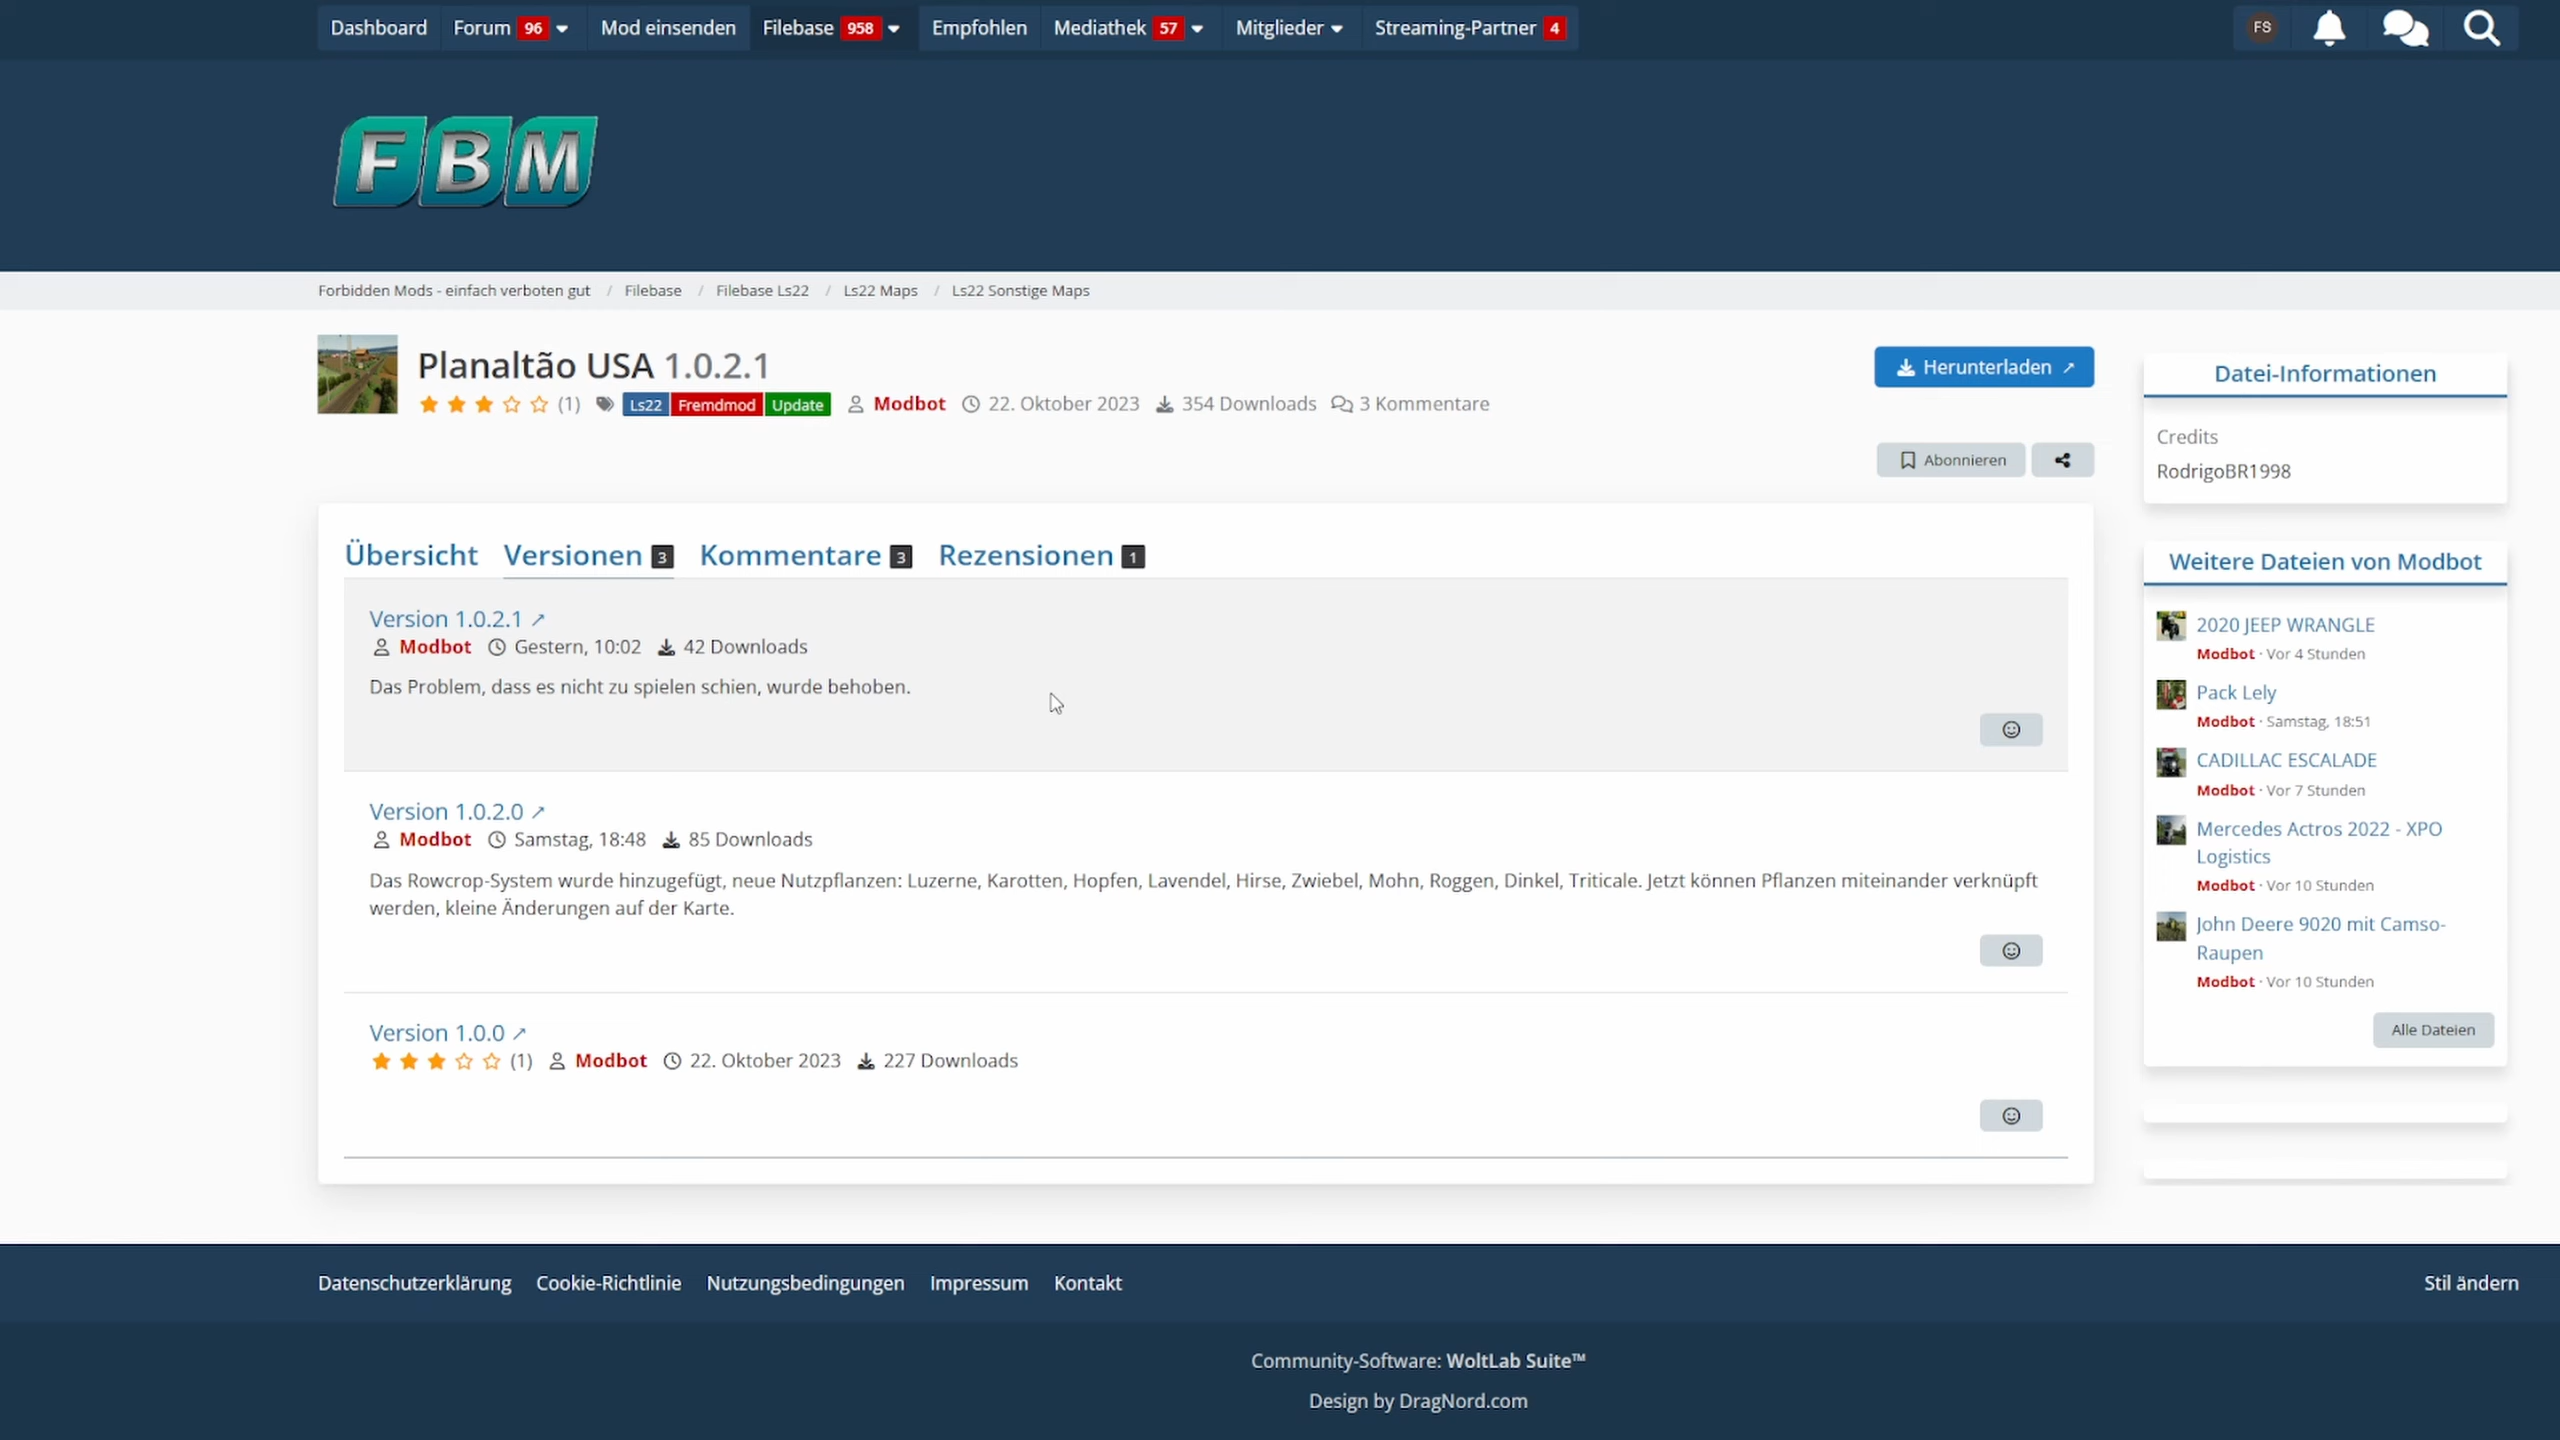 Dashboard Forum 96 Mod einsenden Filebase 958 Empfohlen Mediathek 57 Mitglieder Streaming-Partner 4 FS
FBM
Forbidden Mods - einfach verboten gut / Filebase / Filebase Ls22 / Ls22 Maps / Ls22 Sonstige Maps
Planaltão USA 1.0.2.1
(1) Ls22 Fremdmod Update Modbot 22. Oktober 2023 354 Downloads 3 Kommentare
Herunterladen
Abonnieren
Übersicht Versionen 3 Kommentare 3 Rezensionen 1
Version 1.0.2.1
Modbot Gestern, 10:02 42 Downloads
Das Problem, dass es nicht zu spielen schien, wurde behoben.
Version 1.0.2.0
Modbot Samstag, 18:48 85 Downloads
Das Rowcrop-System wurde hinzugefügt, neue Nutzpflanzen: Luzerne, Karotten, Hopfen, Lavendel, Hirse, Zwiebel, Mohn, Roggen, Dinkel, Triticale. Jetzt können Pflanzen miteinander verknüpft
werden, kleine Änderungen auf der Karte.
Version 1.0.0
(1) Modbot 22. Oktober 2023 227 Downloads
Datei-Informationen
Credits
RodrigoBR1998
Weitere Dateien von Modbot
2020 JEEP WRANGLE
Modbot · Vor 4 Stunden
Pack Lely
Modbot · Samstag, 18:51
CADILLAC ESCALADE
Modbot · Vor 7 Stunden
Mercedes Actros 2022 - XPO
Logistics
Modbot · Vor 10 Stunden
John Deere 9020 mit Camso-
Raupen
Modbot · Vor 10 Stunden
Alle Dateien
Datenschutzerklärung Cookie-Richtlinie Nutzungsbedingungen Impressum Kontakt Stil ändern
Community-Software: WoltLab Suite™
Design by DragNord.com